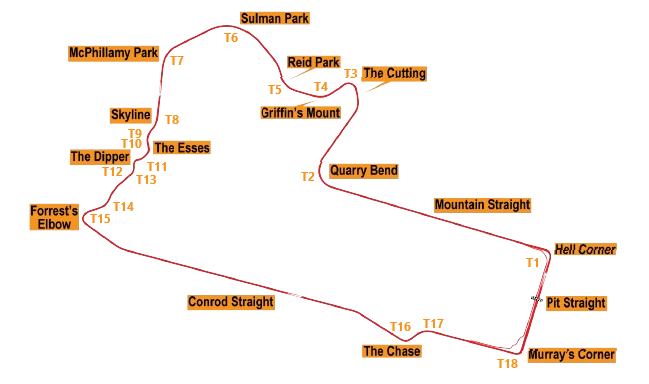 Sulman Park
T6
McPhillamy Park
T7
Reid Park
T3
The Cutting
T5
T4
Griffin's Mount
Skyline
T8
T9
T10
The Esses
The Dipper
T11
T12
T13
T2
Quarry Bend
T14
Mountain Straight
Forrest's
Elbow
T15
Hell Corner
T1
Conrod Straight
Pit Straight
T16
T17
The Chase
Murray's Corner
T18